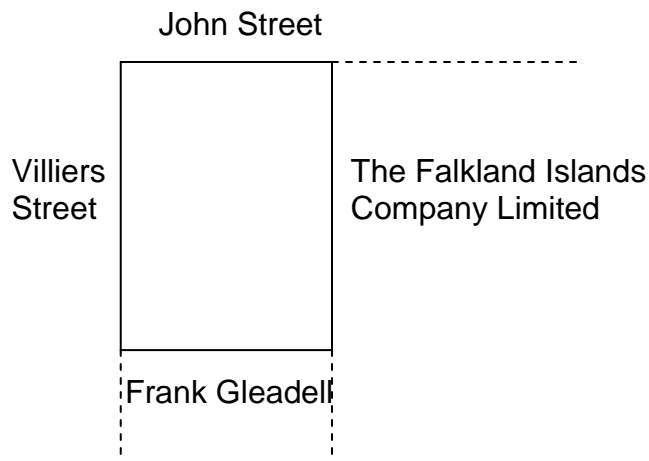 John Street
Villiers
Street
The Falkland Islands
Company Limited
Frank Gleadell